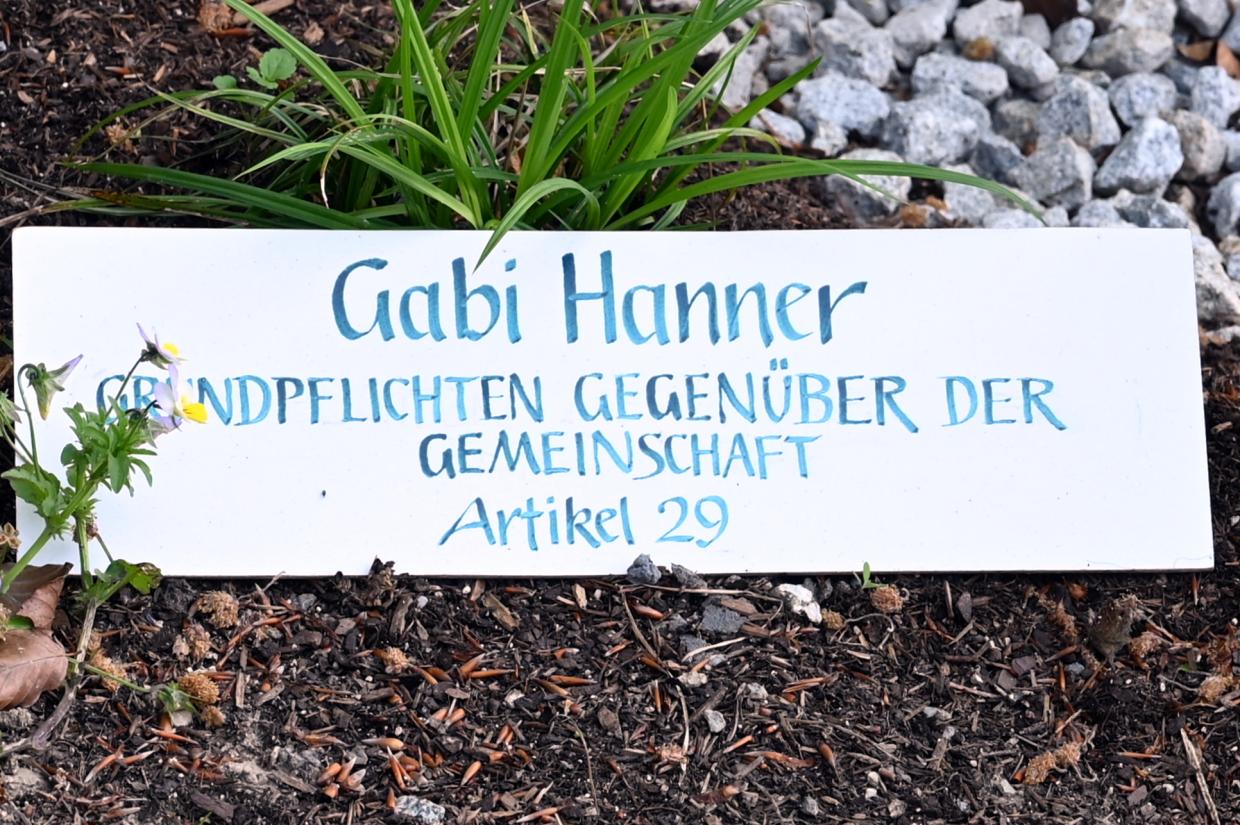 Gabi Hanner
GRUNDPFLICHTEN GEGENÜBER DER
GEMEINSCHAFT
Artikel 29